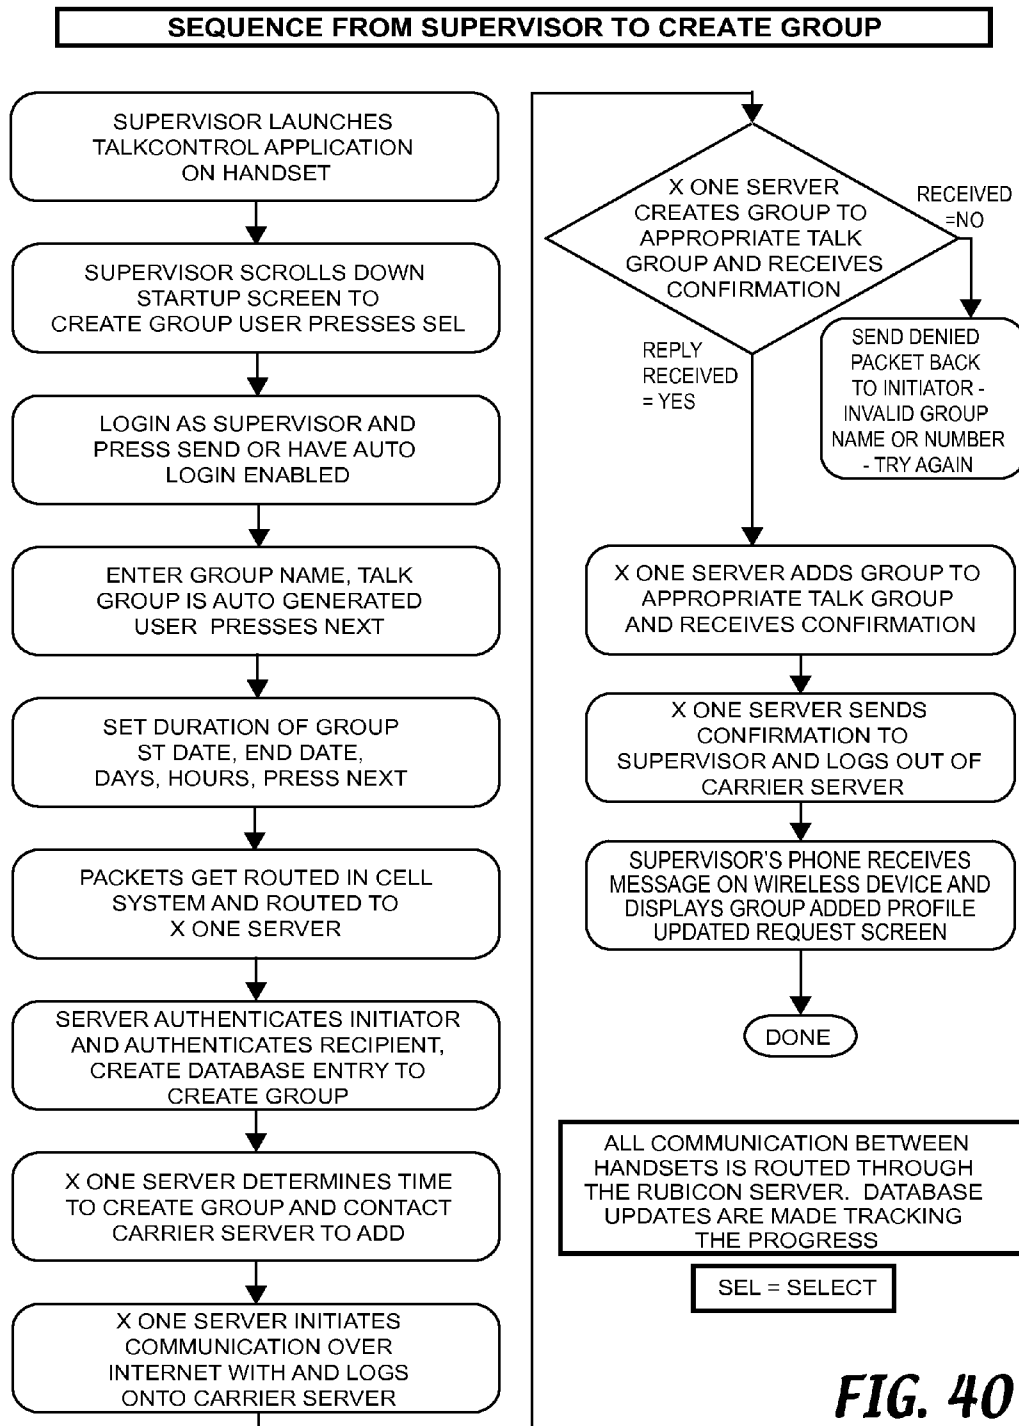 SEQUENCE FROM SUPERVISOR TO CREATE GROUP
SUPERVISOR LAUNCHES
TALKCONTROL APPLICATION
ON HANDSET
SUPERVISOR SCROLLS DOWN
STARTUP SCREEN TO
CREATE GROUP USER PRESSES SEL
LOGIN AS SUPERVISOR AND
PRESS SEND OR HAVE AUTO
LOGIN ENABLED
ENTER GROUP NAME, TALK
GROUP IS AUTO GENERATED
USER PRESSES NEXT
SET DURATION OF GROUP
ST DATE, END DATE,
DAYS, HOURS, PRESS NEXT
PACKETS GET ROUTED IN CELL
SYSTEM AND ROUTED TO
X ONE SERVER
SERVER AUTHENTICATES INITIATOR
AND AUTHENTICATES RECIPIENT,
CREATE DATABASE ENTRY TO
CREATE GROUP
X ONE SERVER DETERMINES TIME
TO CREATE GROUP AND CONTACT
CARRIER SERVER TO ADD
X ONE SERVER INITIATES
COMMUNICATION OVER
INTERNET WITH AND LOGS
ONTO CARRIER SERVER
X ONE SERVER
CREATES GROUP TO
APPROPRIATE TALK
GROUP AND RECEIVES
CONFIRMATION
RECEIVED
=NO
SEND DENIED
PACKET BACK
TO INITIATOR -
INVALID GROUP
NAME OR NUMBER
- TRY AGAIN
REPLY
RECEIVED
= YES
X ONE SERVER ADDS GROUP TO
APPROPRIATE TALK GROUP
AND RECEIVES CONFIRMATION
X ONE SERVER SENDS
CONFIRMATION TO
SUPERVISOR AND LOGS OUT OF
CARRIER SERVER
SUPERVISOR'S PHONE RECEIVES
MESSAGE ON WIRELESS DEVICE AND
DISPLAYS GROUP ADDED PROFILE
UPDATED REQUEST SCREEN
DONE
ALL COMMUNICATION BETWEEN
HANDSETS IS ROUTED THROUGH
THE RUBICON SERVER. DATABASE
UPDATES ARE MADE TRACKING
THE PROGRESS
SEL = SELECT
FIG. 40